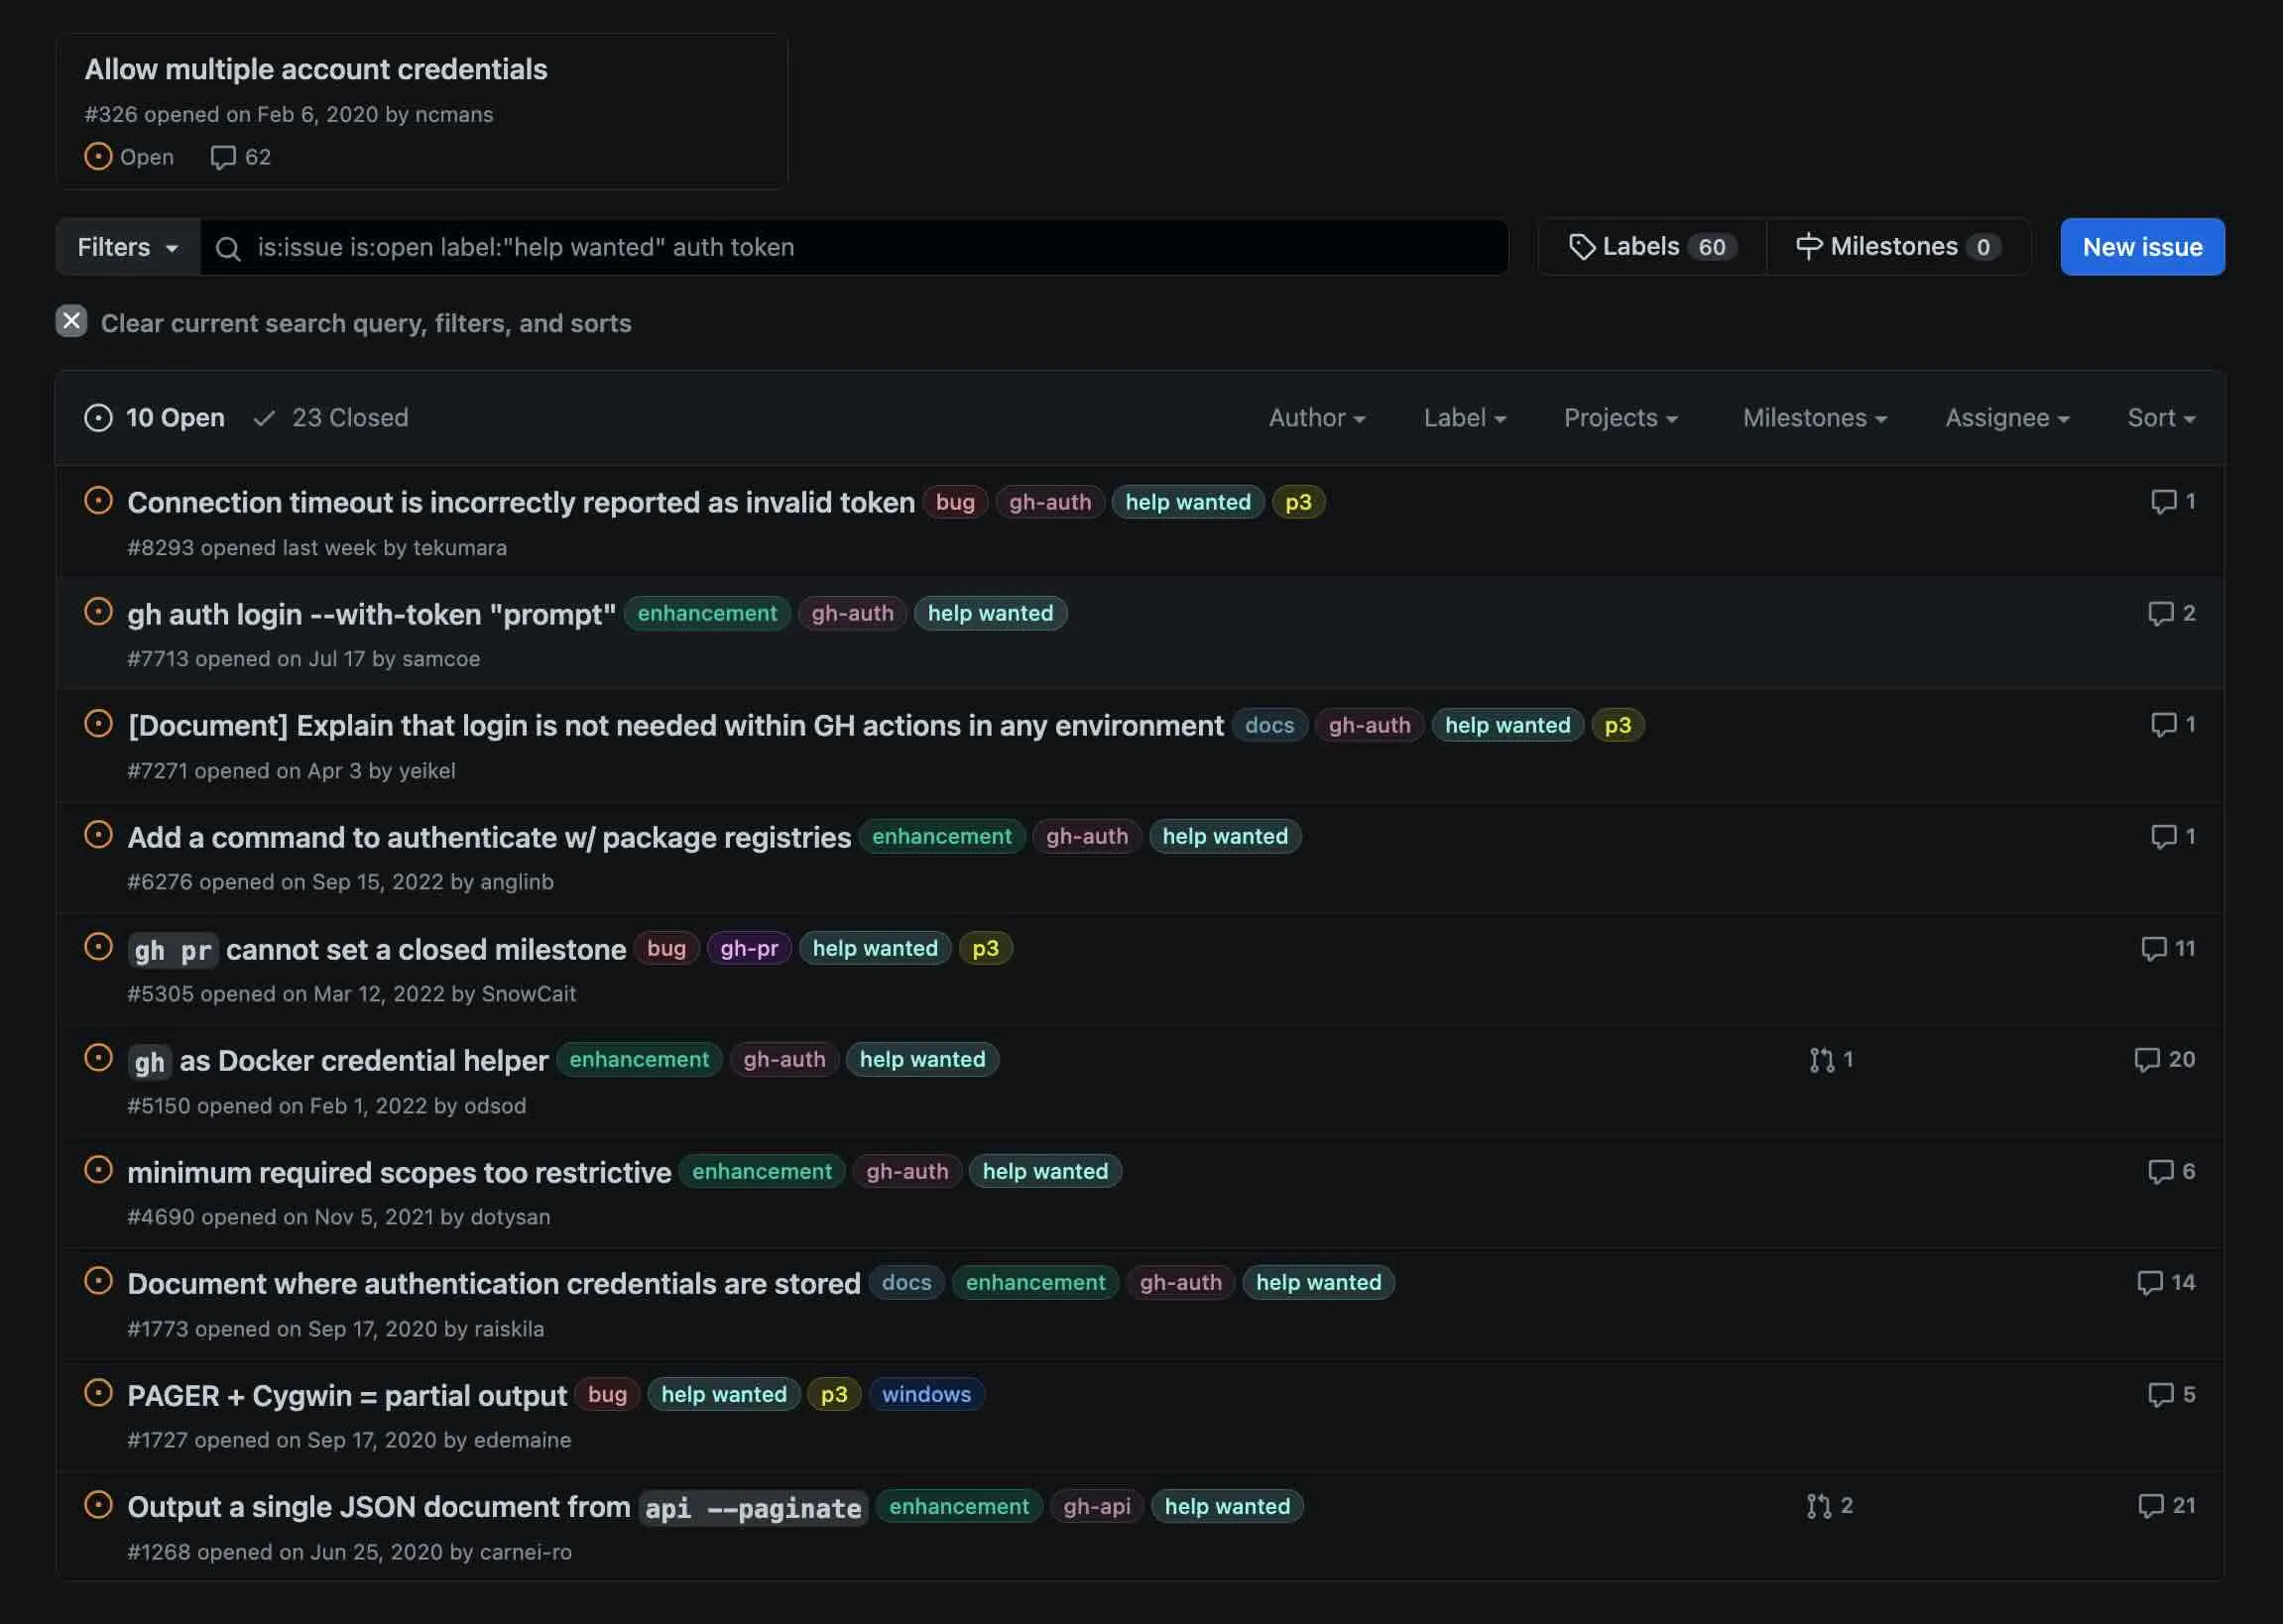 Allow multiple account credentials
#326 opened on Feb 6, 2020 by ncmans
Open 62
Filters is:issue is:open label:"help wanted" auth token Labels 60 Milestones 0 New issue
Clear current search query, filters, and sorts
10 Open 23 Closed Author Label Projects Milestones Assignee Sort
Connection timeout is incorrectly reported as invalid token bug gh-auth help wanted p3 1
#8293 opened last week by tekumara
gh auth login --with-token "prompt" enhancement gh-auth help wanted 2
#7713 opened on Jul 17 by samcoe
[Document] Explain that login is not needed within GH actions in any environment docs gh-auth help wanted p3 1
#7271 opened on Apr 3 by yeikel
Add a command to authenticate w/ package registries enhancement gh-auth help wanted 1
#6276 opened on Sep 15, 2022 by anglinb
gh pr cannot set a closed milestone bug gh-pr help wanted p3 11
#5305 opened on Mar 12, 2022 by SnowCait
gh as Docker credential helper enhancement gh-auth help wanted 1 20
#5150 opened on Feb 1, 2022 by odsod
minimum required scopes too restrictive enhancement gh-auth help wanted 6
#4690 opened on Nov 5, 2021 by dotysan
Document where authentication credentials are stored docs enhancement gh-auth help wanted 14
#1773 opened on Sep 17, 2020 by raiskila
PAGER + Cygwin = partial output bug help wanted p3 windows 5
#1727 opened on Sep 17, 2020 by edemaine
Output a single JSON document from api --paginate enhancement gh-api help wanted 2 21
#1268 opened on Jun 25, 2020 by carnei-ro